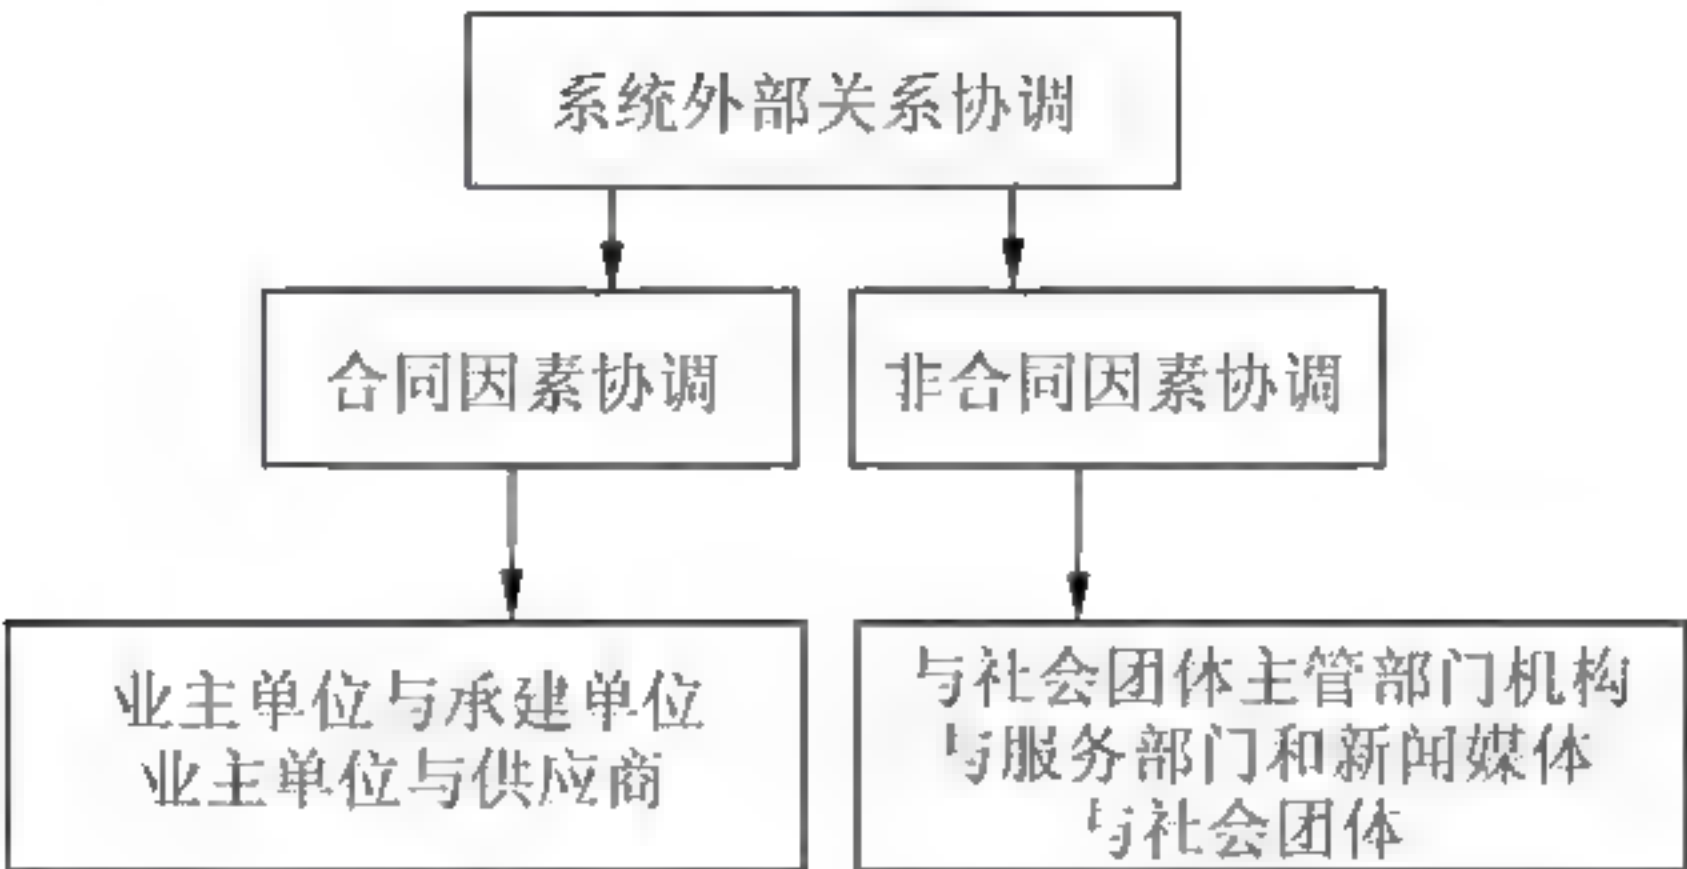 系统外部关系协调
合同因素协调
非合同因素协调
业主单位与承建单位
业主单位与供应商
与社会团体主管部门机构
与服务部门和新闻媒体
与社会团体